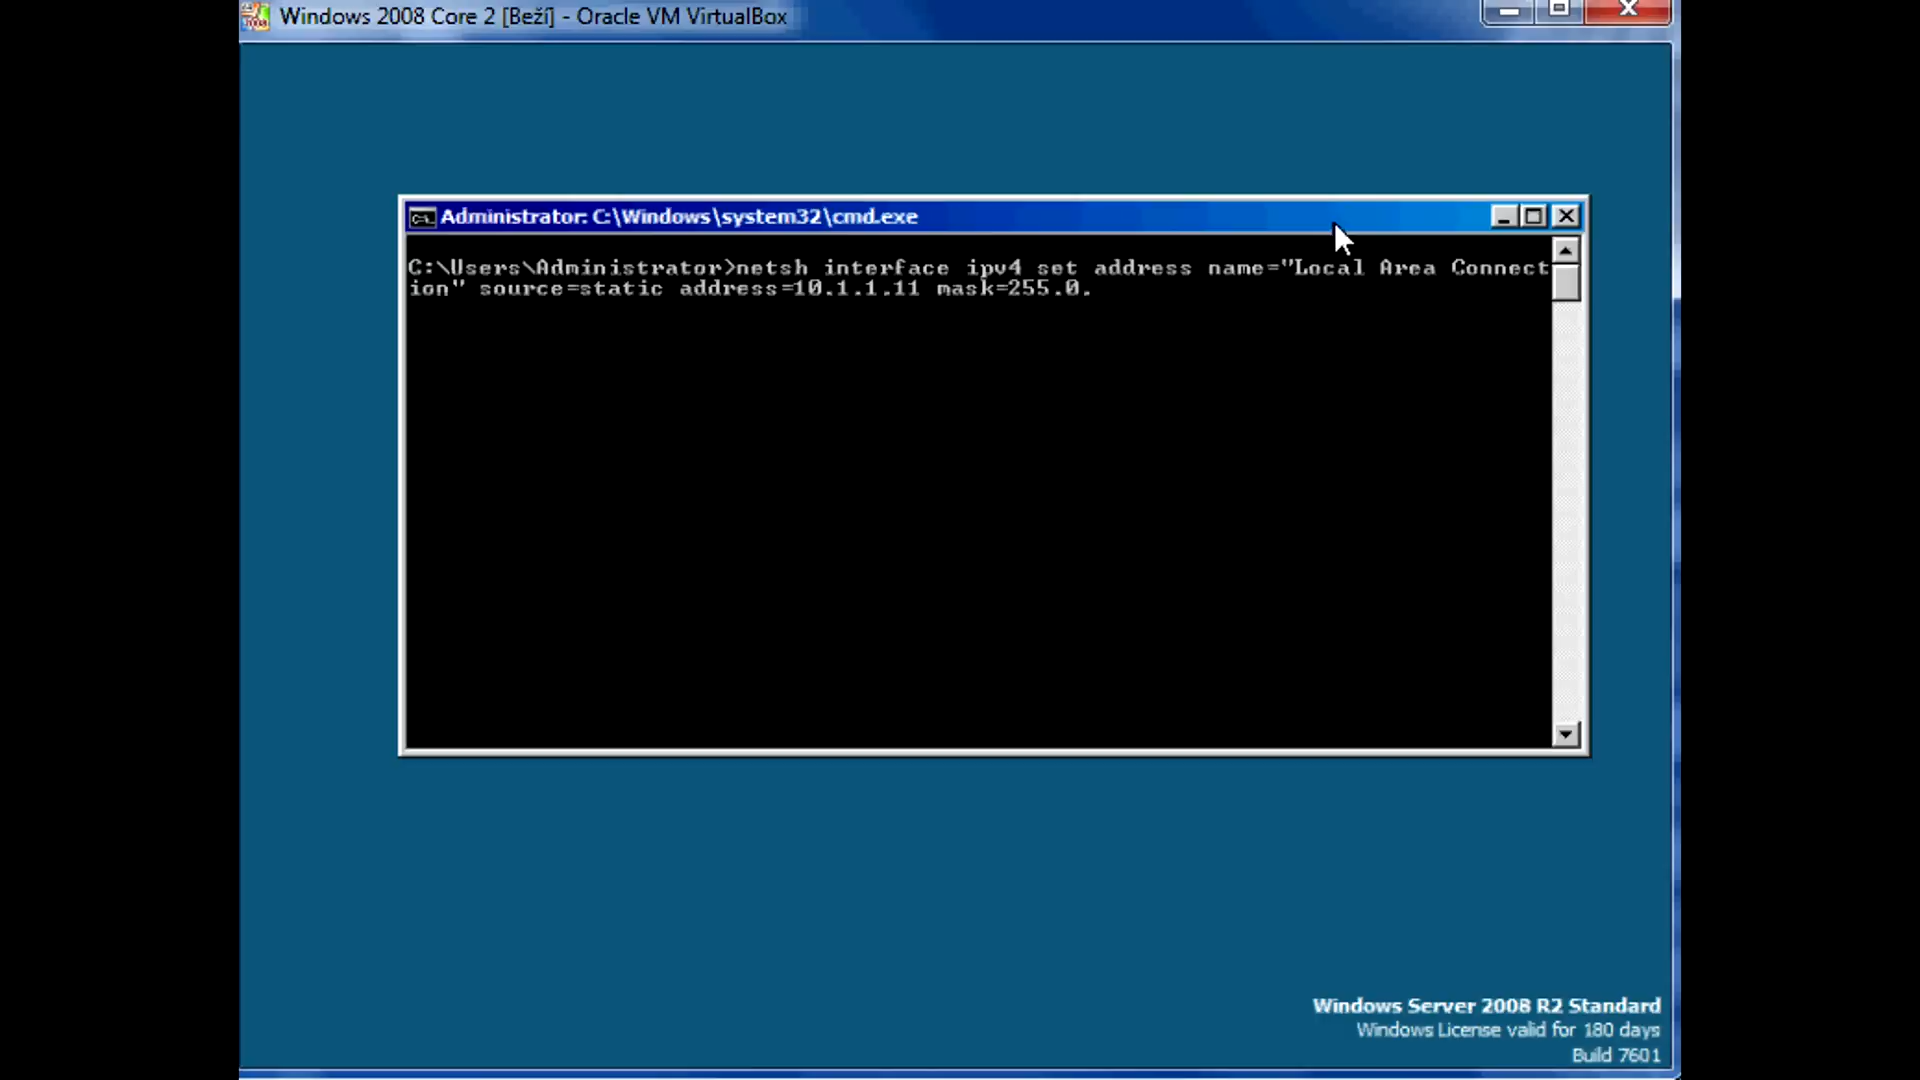 Windows 2008 Core 2 [Beží] - Oracle VM VirtualBox
Administrator: C:\Windows\system32\cmd.exe
C:\Users\Administrator>netsh interface ipv4 set address name="Local Area Connect
ion" source=static address=10.1.1.11 mask=255.0.
Windows Server 2008 R2 Standard
Windows License valid for 180 days
Build 7601